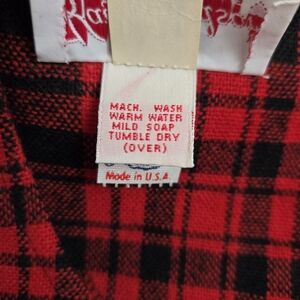 MACH. WASH
WARM WATER
MILD SOAP
TUMBLE DRY
(OVER)
Made in U.S.A.